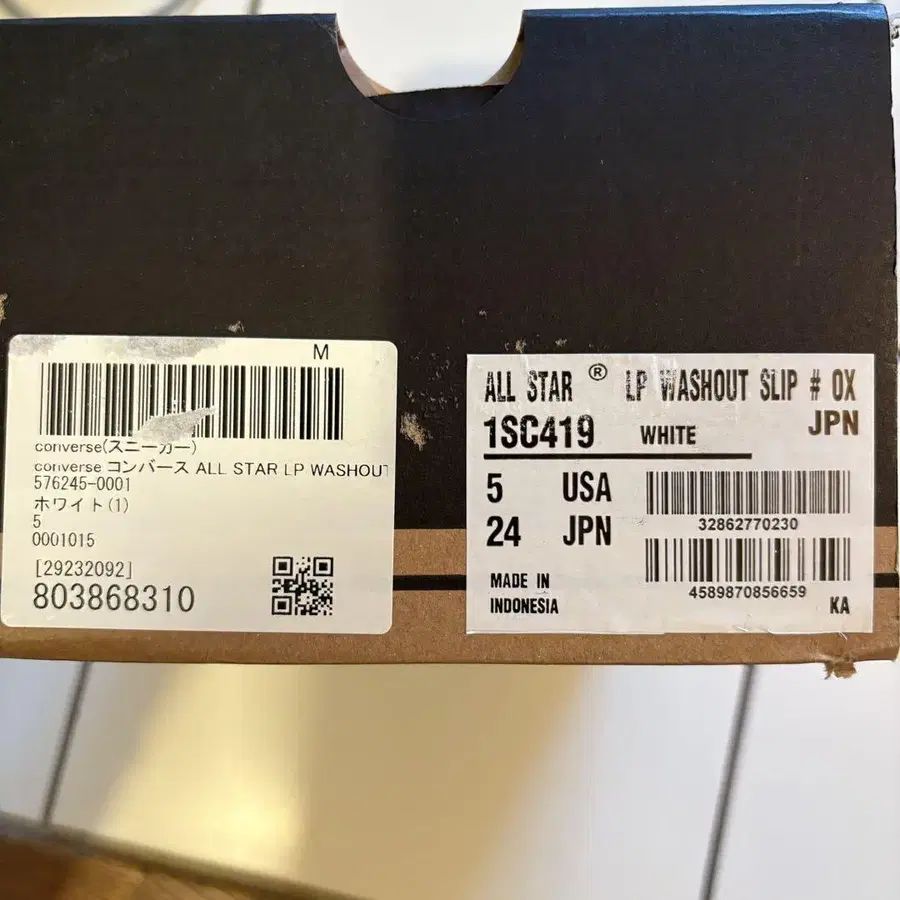 M
converse(スニーカー)
converse コンバース ALL STAR LP WASHOUT
576245-0001
ホワイト(1)
5
0001015
[29232092]
803868310
ALL STAR ® LP WASHOUT SLIP # OX
JPN
1SC419 WHITE
5 USA
24 JPN
32862770230
4589870856659
MADE IN
INDONESIA
KA